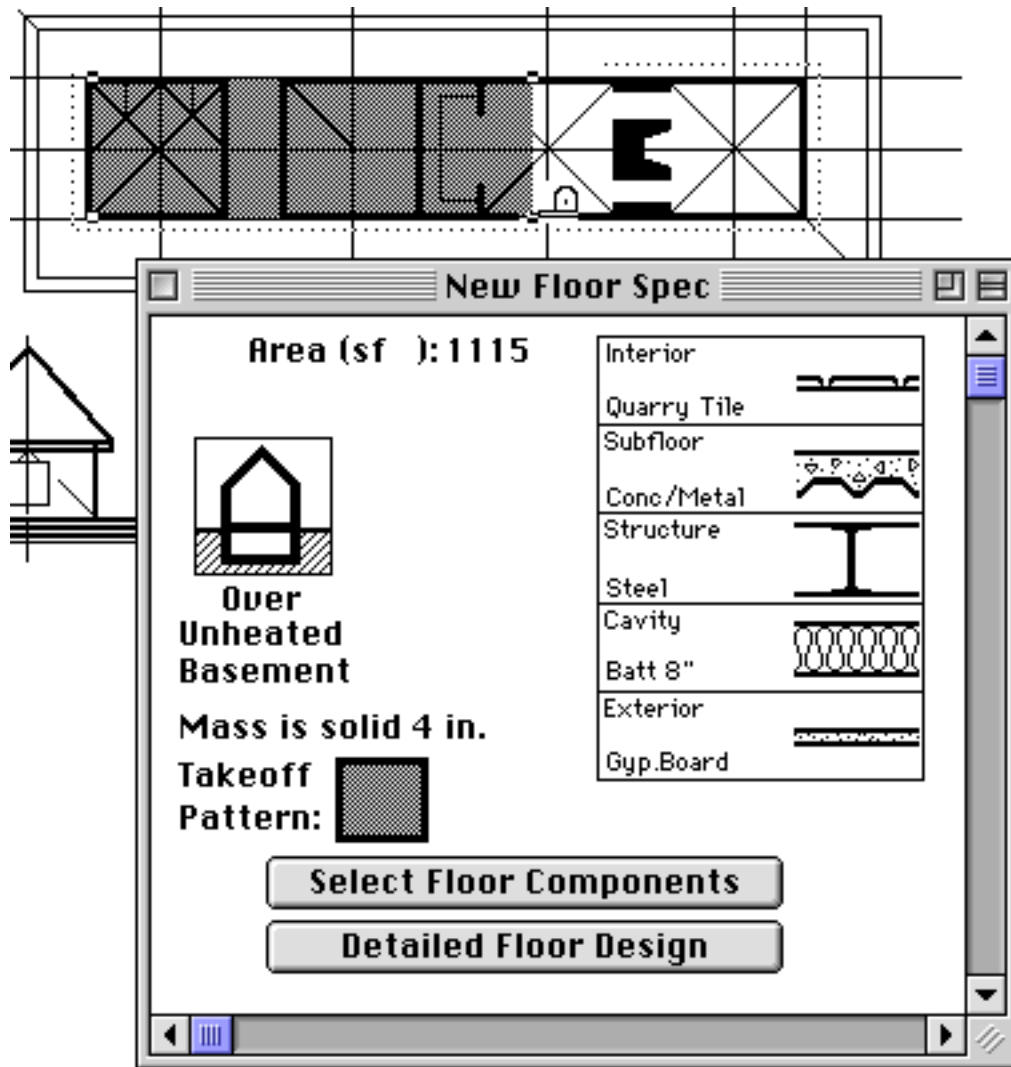 New Floor Spec
Area (sf ): 1115
Over
Unheated
Basement
Mass is solid 4 in.
Takeoff
Pattern:
Interior
Quarry Tile
Subfloor
Conc/Metal
Structure
Steel
Cavity
Batt 8"
Exterior
Gyp.Board
Select Floor Components
Detailed Floor Design